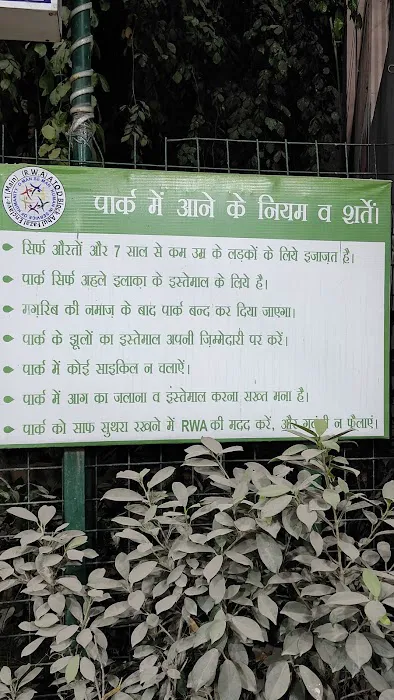 पार्क में आने के नियम व शर्तें।
सिर्फ औरतों और 7 साल से कम उम्र के लड़कों के लिये इजाज़त है।
पार्क सिर्फ अहले इलाक़ा के इस्तेमाल के लिये है।
मग़रिब की नमाज़ के बाद पार्क बन्द कर दिया जाएगा।
पार्क के झूलों का इस्तेमाल अपनी ज़िम्मेदारी पर करें।
पार्क में कोई साइकिल न चलाऐं।
पार्क में आग का जलाना व इंस्तेमाल करना सख्त मना है।
पार्क को साफ सुथरा रखने में RWA की मदद करें, और गन्दगी न फैलाएं।